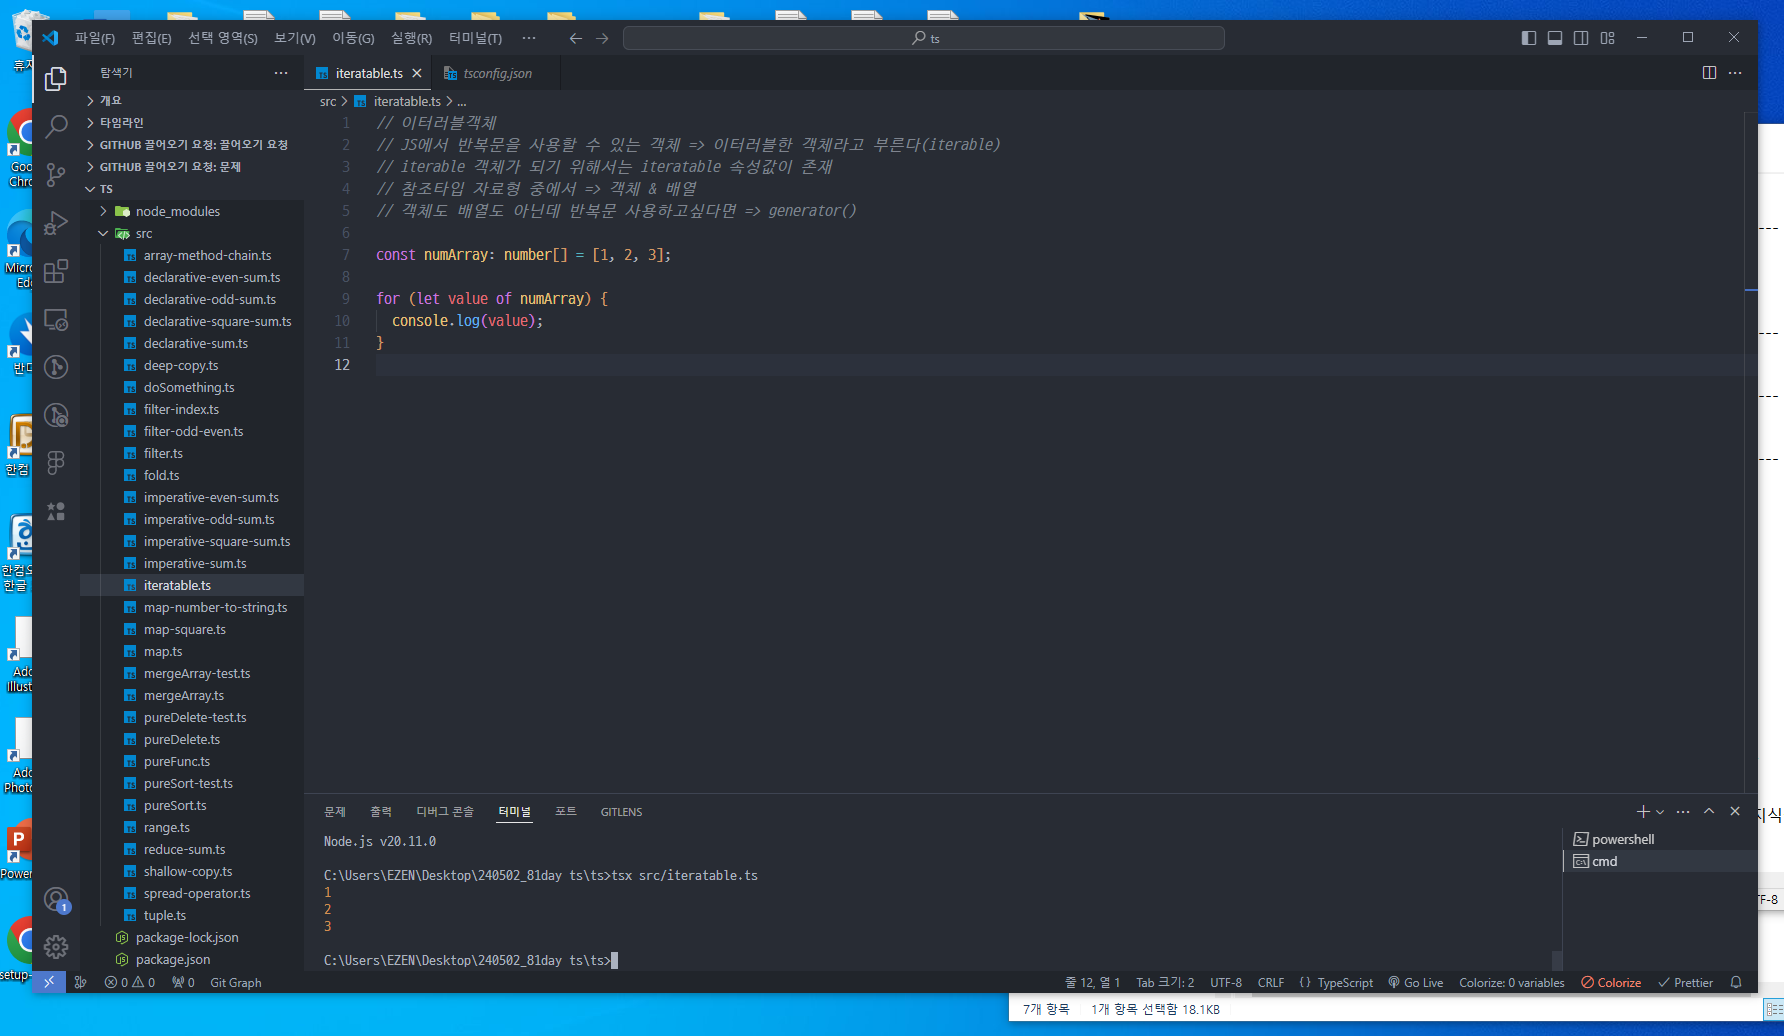 파일(F) 편집(E) 선택 영역(S) 보기(V) 이동(G) 실행(R) 터미널(T) ts
탐색기
iteratable.ts tsconfig.json
src iteratable.ts ...
개요
타임라인
GITHUB 끌어오기 요청: 끌어오기 요청
GITHUB 끌어오기 요청: 문제
TS
node_modules
src
array-method-chain.ts
declarative-even-sum.ts
declarative-odd-sum.ts
declarative-square-sum.ts
declarative-sum.ts
deep-copy.ts
doSomething.ts
filter-index.ts
filter-odd-even.ts
filter.ts
fold.ts
imperative-even-sum.ts
imperative-odd-sum.ts
imperative-square-sum.ts
imperative-sum.ts
iteratable.ts
map-number-to-string.ts
map-square.ts
map.ts
mergeArray-test.ts
mergeArray.ts
pureDelete-test.ts
pureDelete.ts
pureFunc.ts
pureSort-test.ts
pureSort.ts
range.ts
reduce-sum.ts
shallow-copy.ts
spread-operator.ts
tuple.ts
package-lock.json
package.json
1 // 이터러블객체
2 // JS에서 반복문을 사용할 수 있는 객체 => 이터러블한 객체라고 부른다(iterable)
3 // iterable 객체가 되기 위해서는 iteratable 속성값이 존재
4 // 참조타입 자료형 중에서 => 객체 & 배열
5 // 객체도 배열도 아닌데 반복문 사용하고싶다면 => generator()
6
7 const numArray: number[] = [1, 2, 3];
8
9 for (let value of numArray) {
10 console.log(value);
11 }
12
문제 출력 디버그 콘솔 터미널 포트 GITLENS
Node.js v20.11.0
C:\Users\EZEN\Desktop\240502_81day ts\ts>tsx src/iteratable.ts
1
2
3
C:\Users\EZEN\Desktop\240502_81day ts\ts>
powershell
cmd
0 0 0 Git Graph 줄 12, 열 1 Tab 크기: 2 UTF-8 CRLF {} TypeScript Go Live Colorize: 0 variables Colorize Prettier
7개 항목 1개 항목 선택함 18.1KB
한컴
한글
지식
TF-8